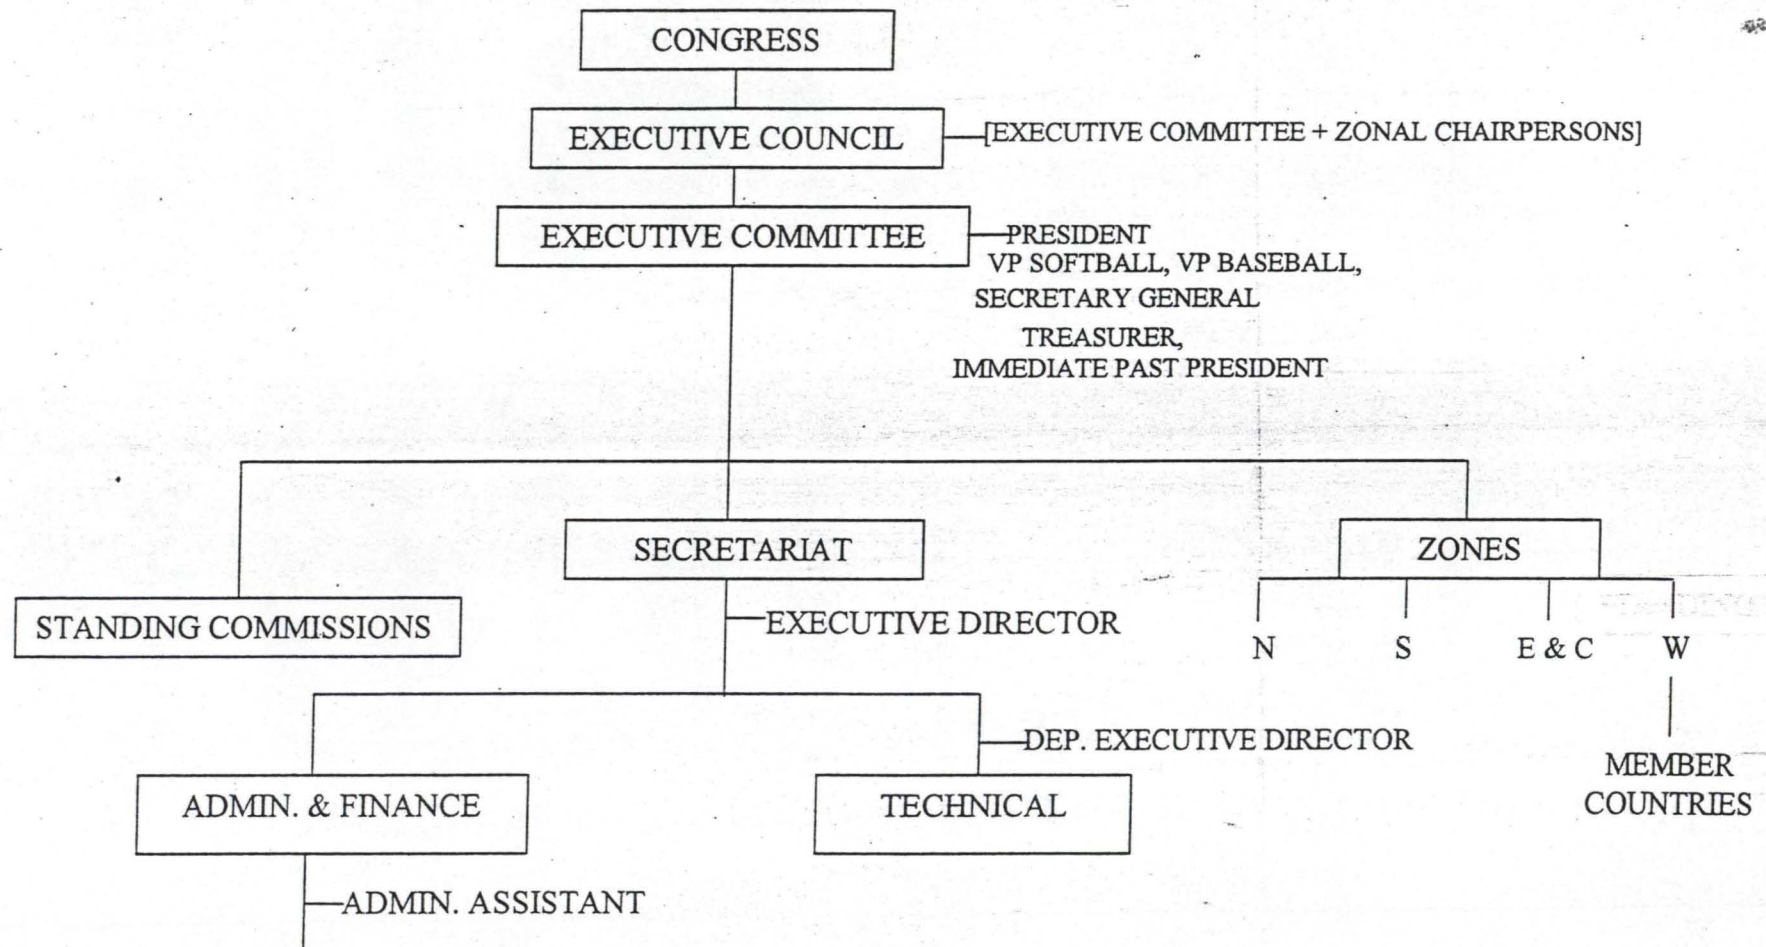 CONGRESS
EXECUTIVE COUNCIL
[EXECUTIVE COMMITTEE + ZONAL CHAIRPERSONS]
EXECUTIVE COMMITTEE
PRESIDENT
VP SOFTBALL, VP BASEBALL,
SECRETARY GENERAL
TREASURER,
IMMEDIATE PAST PRESIDENT
SECRETARIAT
ZONES
STANDING COMMISSIONS
EXECUTIVE DIRECTOR
N S E & C W
DEP. EXECUTIVE DIRECTOR
MEMBER
COUNTRIES
ADMIN. & FINANCE
TECHNICAL
ADMIN. ASSISTANT